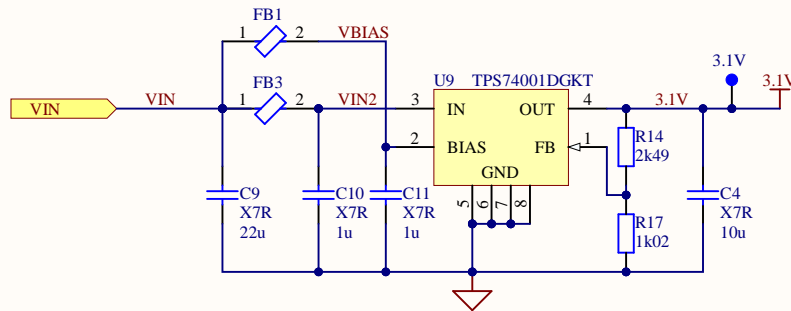 FB1
1 2 VBIAS
FB3
VIN VIN 1 2 VIN2
U9 TPS74001DGKT
3 IN OUT 4 3.1V
3.1V
3.1V
2 BIAS FB 1
GND
5 6 7 8
C9
X7R
22u
C10
X7R
1u
C11
X7R
1u
R14
2k49
R17
1k02
C4
X7R
10u